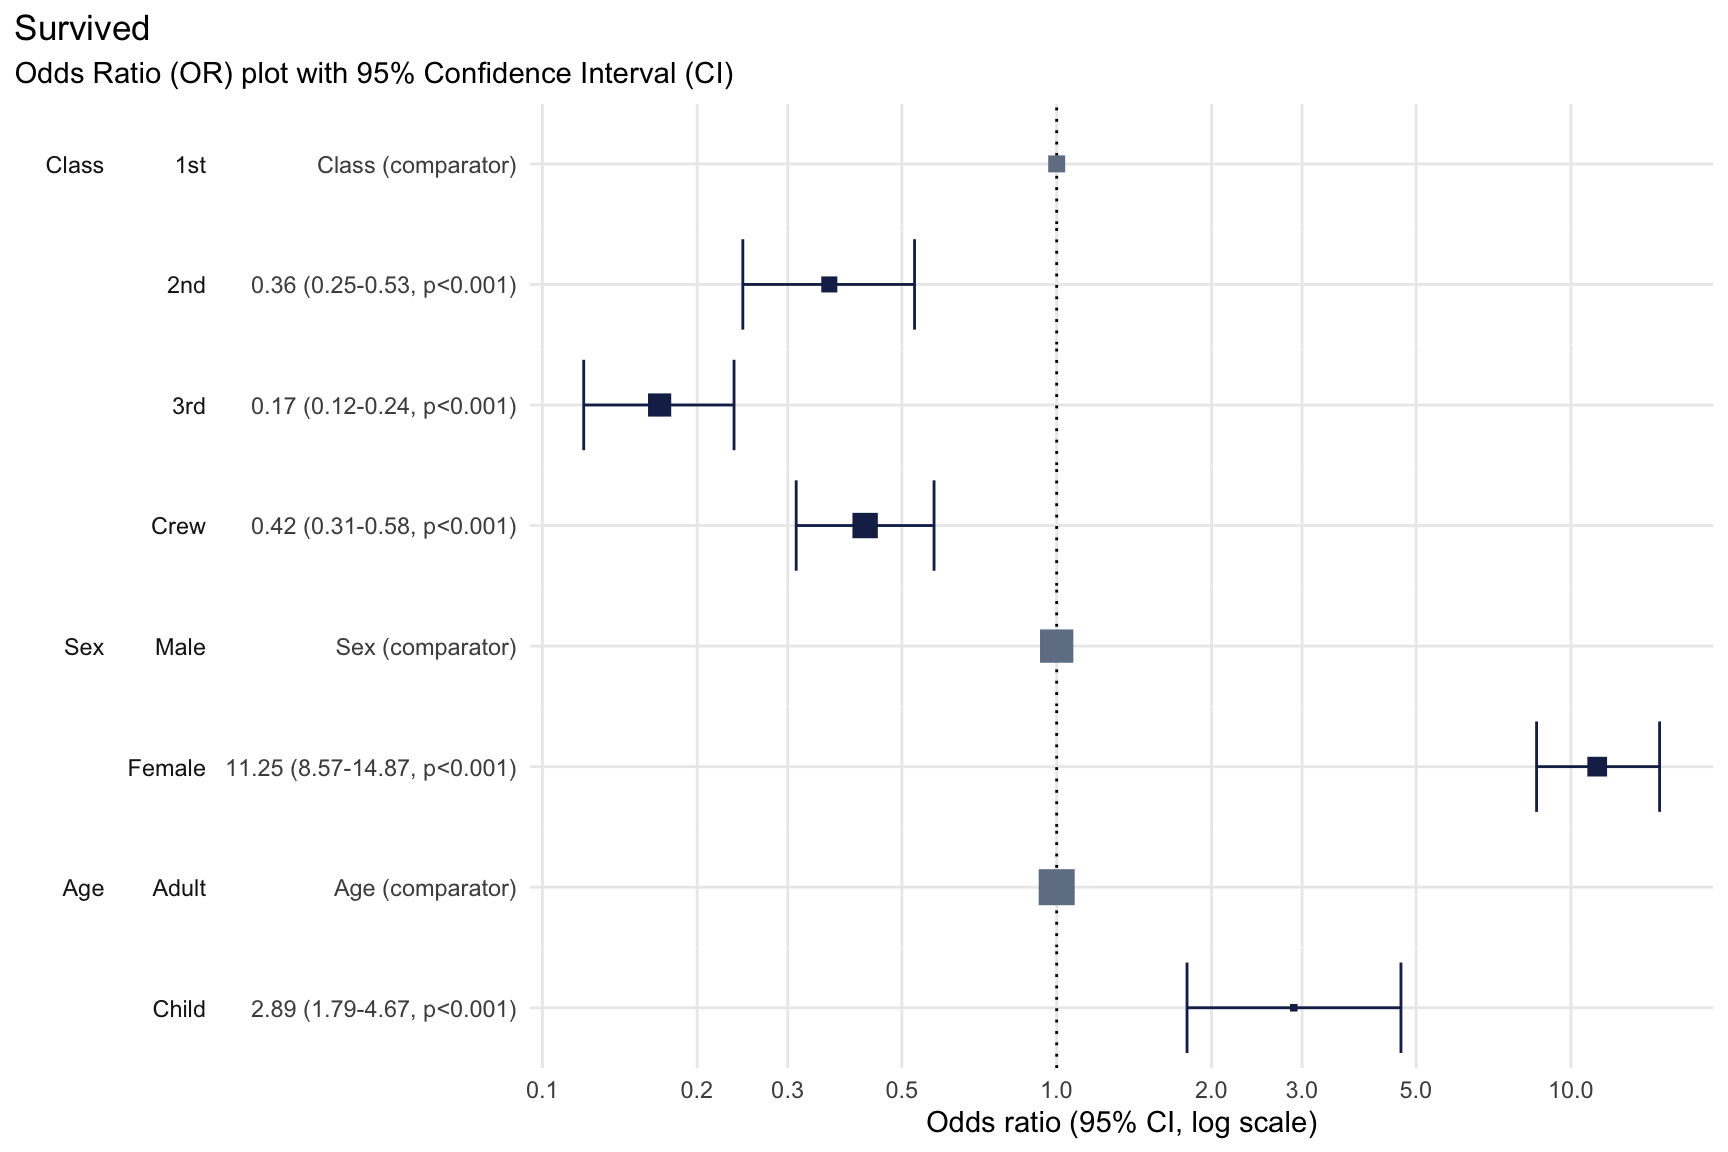 Survived
Odds Ratio (OR) plot with 95% Confidence Interval (CI)
Class 1st Class (comparator)
2nd 0.36 (0.25-0.53, p<0.001)
3rd 0.17 (0.12-0.24, p<0.001)
Crew 0.42 (0.31-0.58, p<0.001)
Sex Male Sex (comparator)
Female 11.25 (8.57-14.87, p<0.001)
Age Adult Age (comparator)
Child 2.89 (1.79-4.67, p<0.001)
0.1 0.2 0.3 0.5 1.0 2.0 3.0 5.0 10.0
Odds ratio (95% CI, log scale)